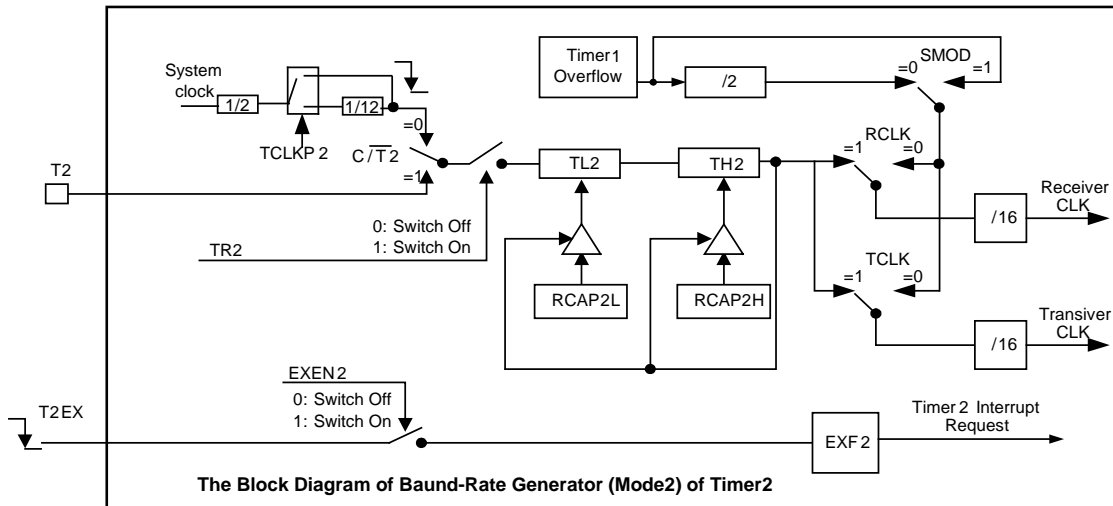 System
clock
1/2
1/12
TCLKP2
=0
C/T2
=1
T2
TR2
0: Switch Off
1: Switch On
TL2
TH2
RCAP2L
RCAP2H
Timer1
Overflow
/2
SMOD
=0
=1
RCLK
=1
=0
/16
Receiver
CLK
TCLK
=1
=0
/16
Transiver
CLK
EXEN2
0: Switch Off
1: Switch On
T2EX
EXF2
Timer2 Interrupt
Request
The Block Diagram of Baund-Rate Generator (Mode2) of Timer2